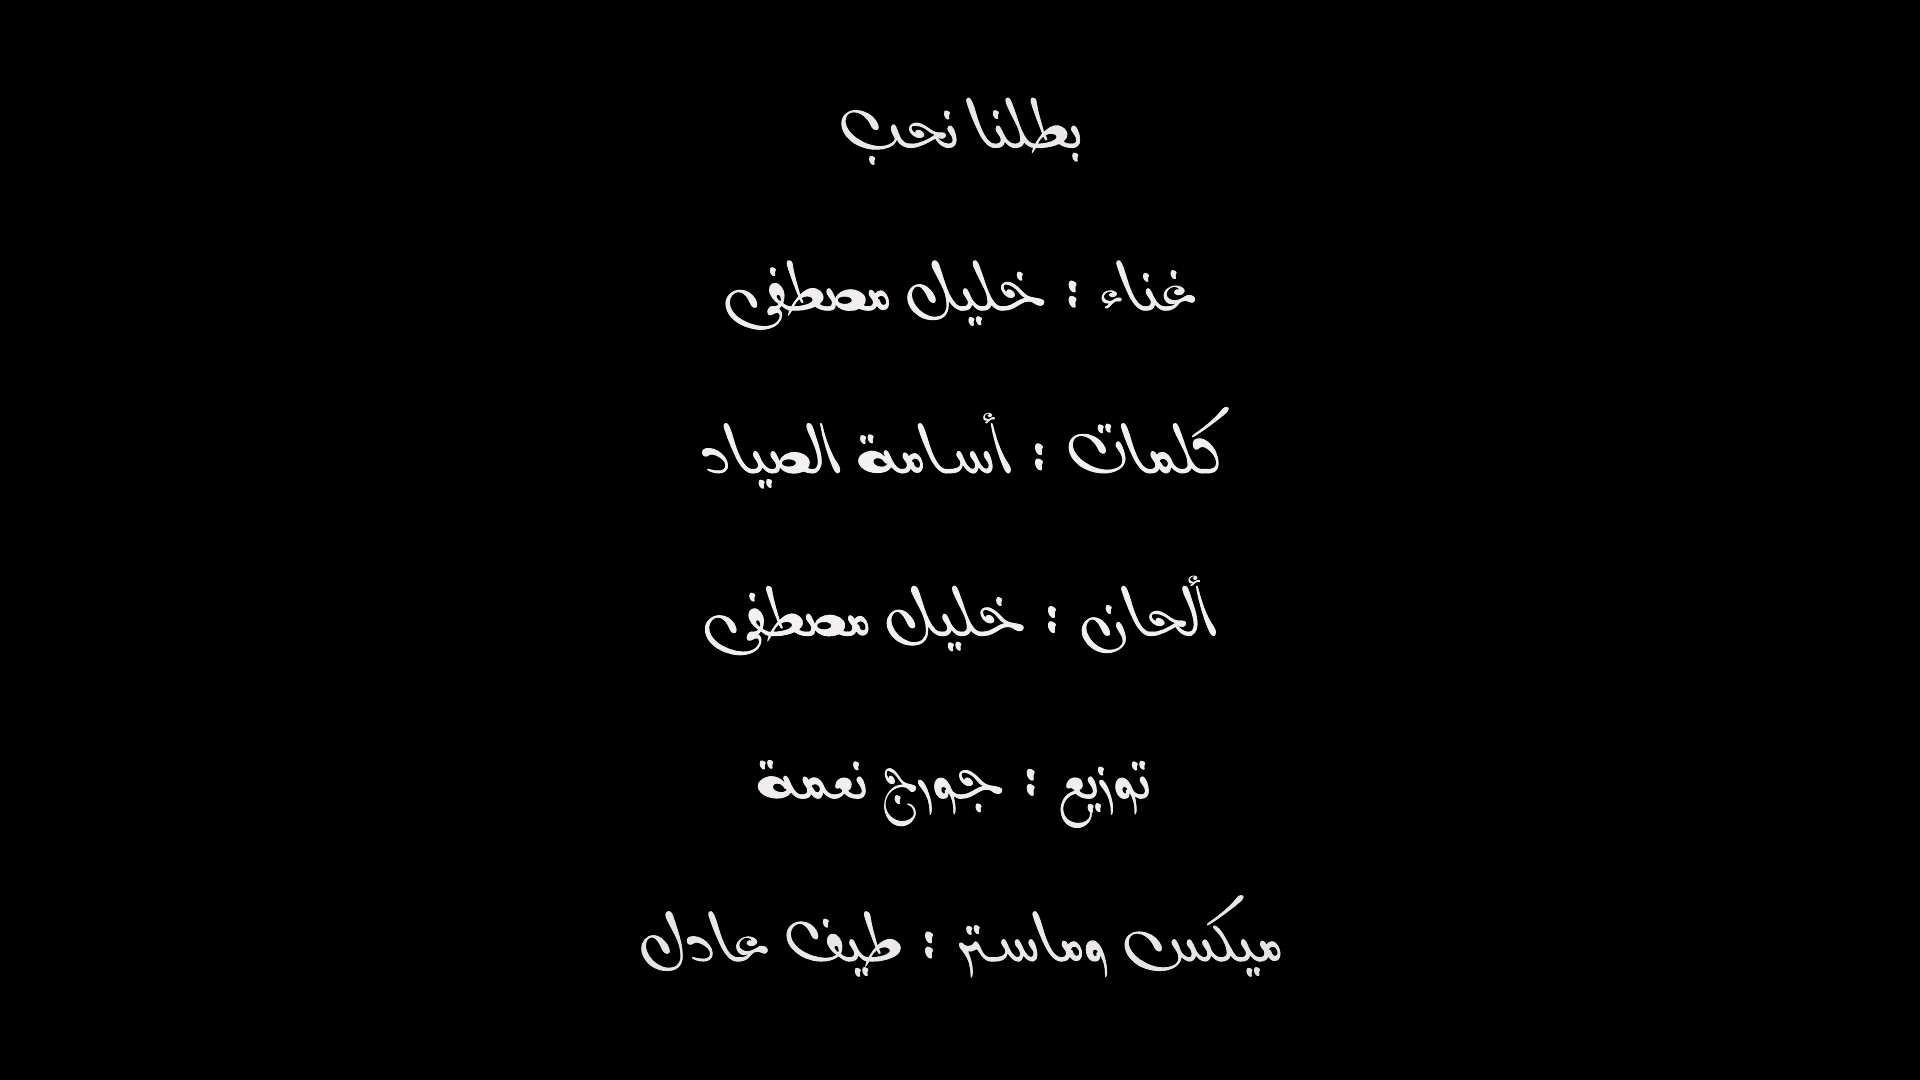 بطلنا نحب
غناء : خليل مصطفى
كلمات : أسامة الصياد
ألحان : خليل مصطفى
توزيع : جورج نعمة
ميكس وماستر : طيف عادل